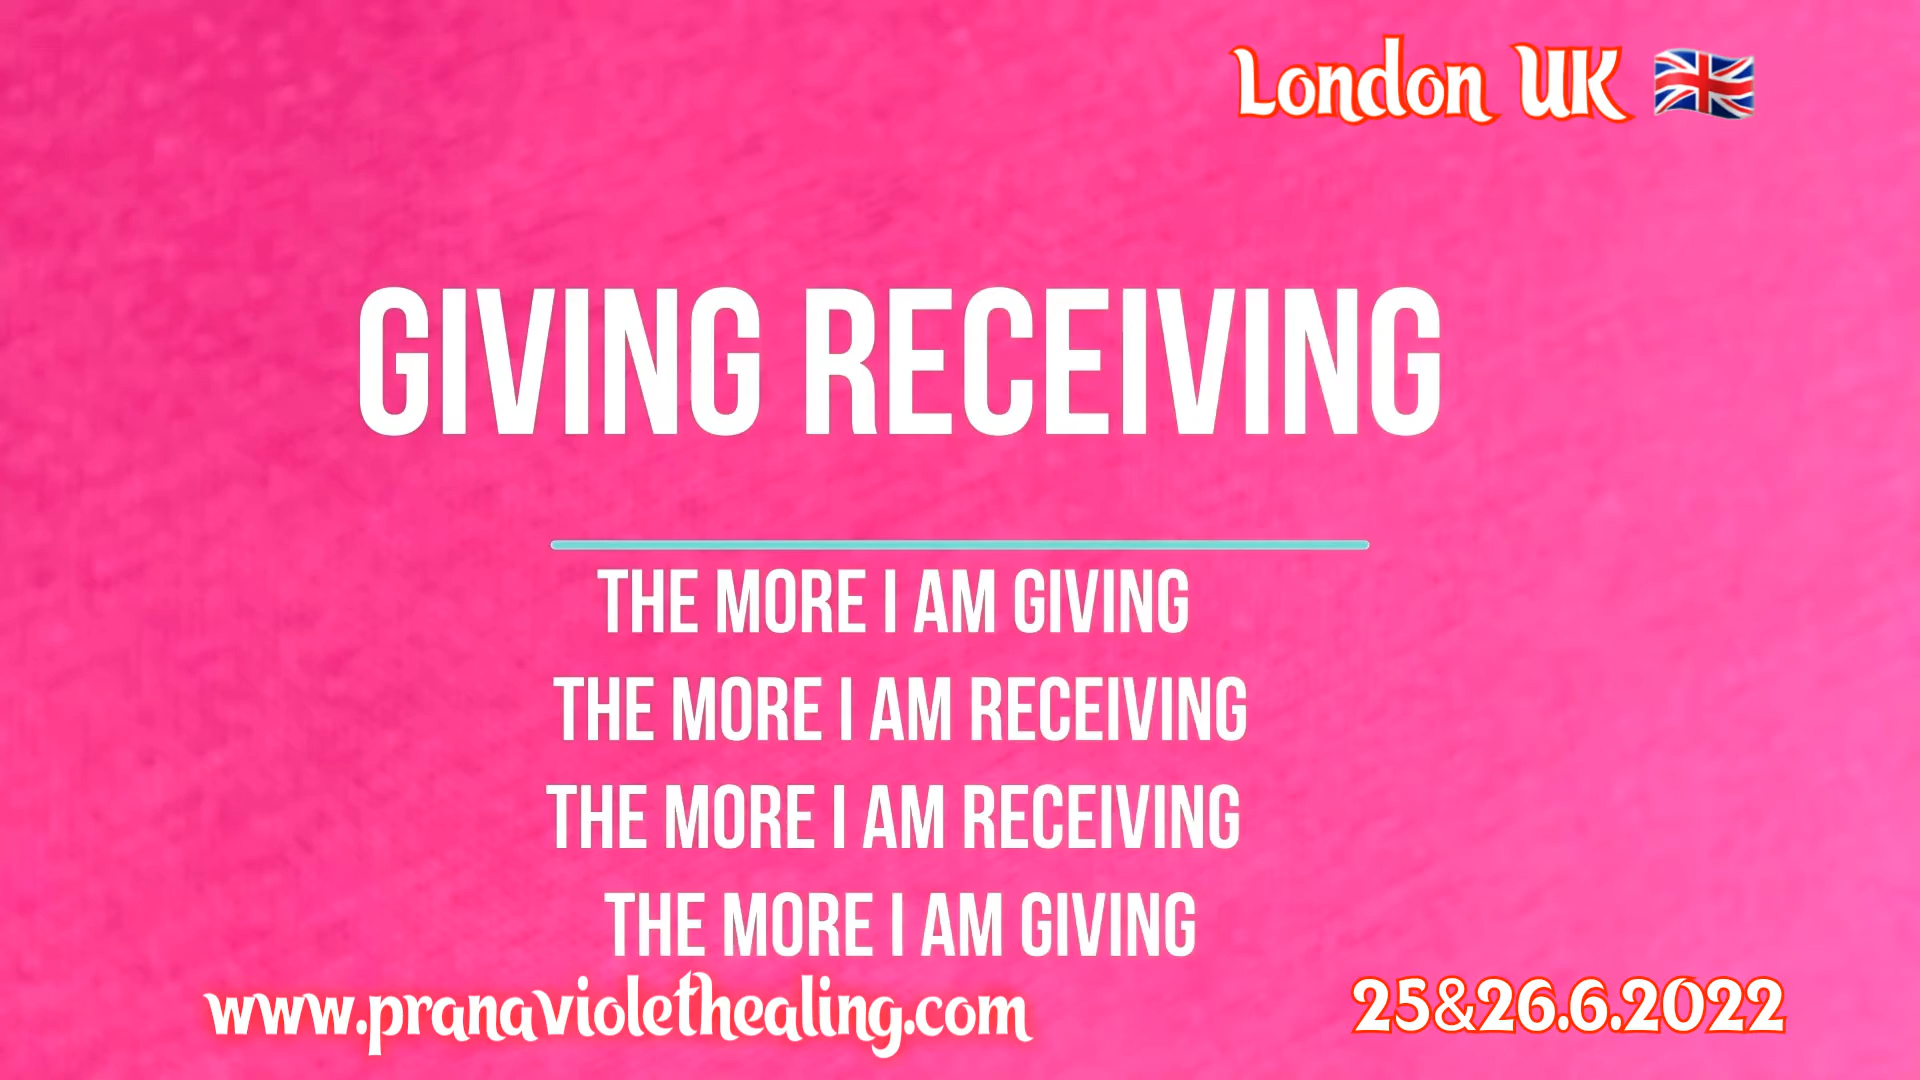 London UK 🇬🇧
GIVING RECEIVING
THE MORE I AM GIVING
THE MORE I AM RECEIVING
THE MORE I AM RECEIVING
THE MORE I AM GIVING
www.pranaviolethealing.com
25&26.6.2022